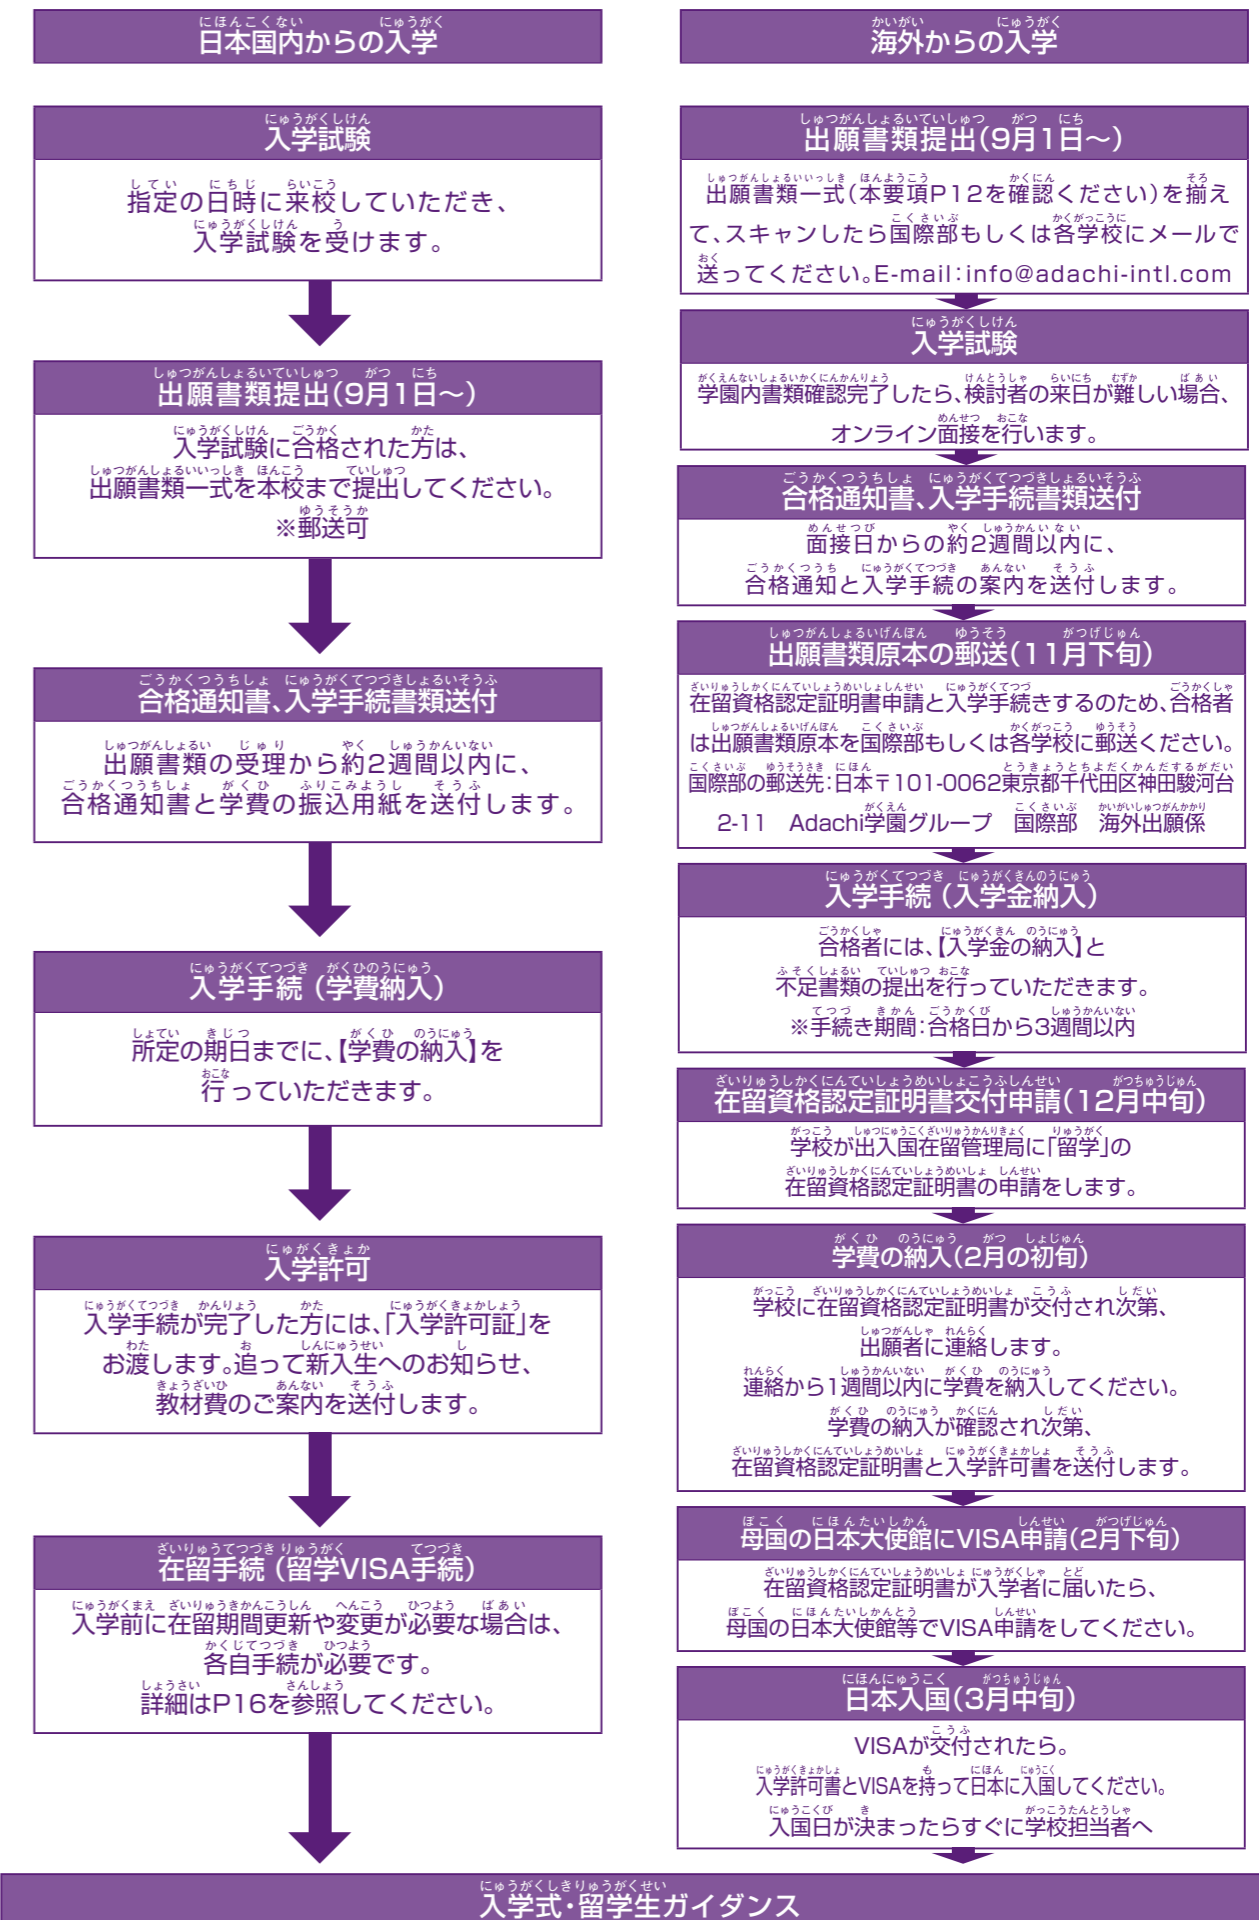 日本国内からの入学
入学試験
指定の日時に来校していただき、
入学試験を受けます。
出願書類提出(9月1日～)
入学試験に合格された方は、
出願書類一式を本校まで提出してください。
※郵送可
合格通知書、入学手続書類送付
出願書類の受理から約2週間以内に、
合格通知書と学費の振込用紙を送付します。
入学手続(学費納入)
所定の期日までに、【学費の納入】を
行っていただきます。
入学許可
入学手続が完了した方には、「入学許可証」を
お渡します。追って新入生へのお知らせ、
教材費のご案内を送付します。
在留手続(留学VISA手続)
入学前に在留期間更新や変更が必要な場合は、
各自手続が必要です。
詳細はP16を参照してください。
海外からの入学
出願書類提出(9月1日～)
出願書類一式(本要項P12を確認ください)を揃え
て、スキャンしたら国際部もしくは各学校にメールで
送ってください。E-mail:info@adachi-intl.com
入学試験
学園内書類確認完了したら、検討者の来日が難しい場合、
オンライン面接を行います。
合格通知書、入学手続書類送付
面接日からの約2週間以内に、
合格通知と入学手続の案内を送付します。
出願書類原本の郵送(11月下旬)
在留資格認定証明書申請と入学手続きするのため、合格者
は出願書類原本を国際部もしくは各学校に郵送ください。
国際部の郵送先:日本〒101-0062東京都千代田区神田駿河台
2-11 Adachi学園グループ 国際部 海外出願係
入学手続(入学金納入)
合格者には、【入学金の納入】と
不足書類の提出を行っていただきます。
※手続き期間:合格日から3週間以内
在留資格認定証明書交付申請(12月中旬)
学校が出入国在留管理局に「留学」の
在留資格認定証明書の申請をします。
学費の納入(2月の初旬)
学校に在留資格認定証明書が交付され次第、
出願者に連絡します。
連絡から1週間以内に学費を納入してください。
学費の納入が確認され次第、
在留資格認定証明書と入学許可書を送付します。
母国の日本大使館にVISA申請(2月下旬)
在留資格認定証明書が入学者に届いたら、
母国の日本大使館等でVISA申請をしてください。
日本入国(3月中旬)
VISAが交付されたら。
入学許可書とVISAを持って日本に入国してください。
入国日が決まったらすぐに学校担当者へ
入学式・留学生ガイダンス